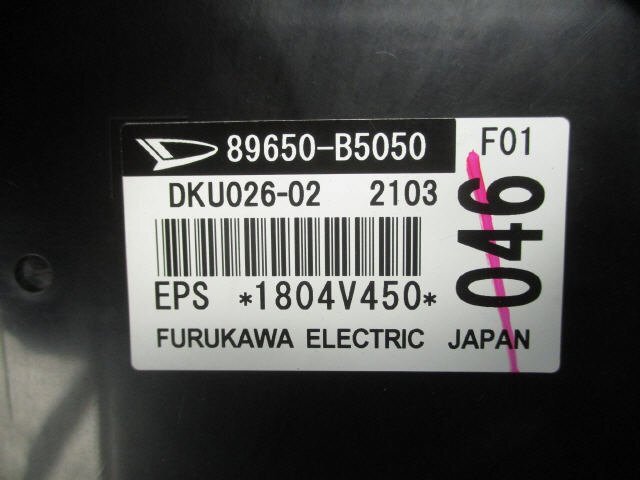 89650-B5050 F01
DKU026-02 2103
046
EPS *1804V450*
FURUKAWA ELECTRIC JAPAN